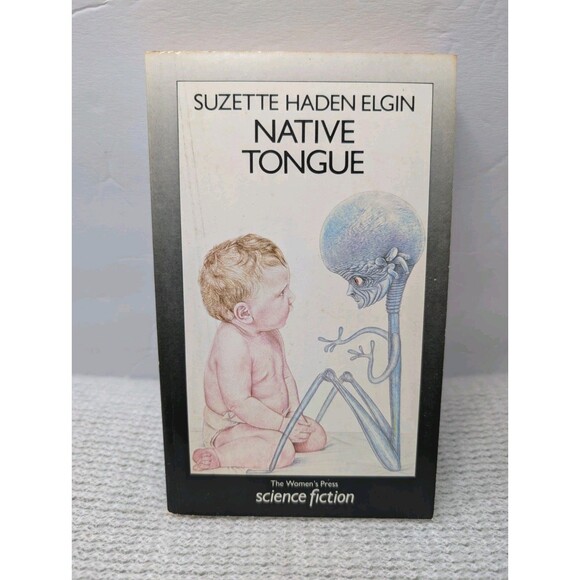 SUZETTE HADEN ELGIN
NATIVE
TONGUE
The Women's Press
science fiction